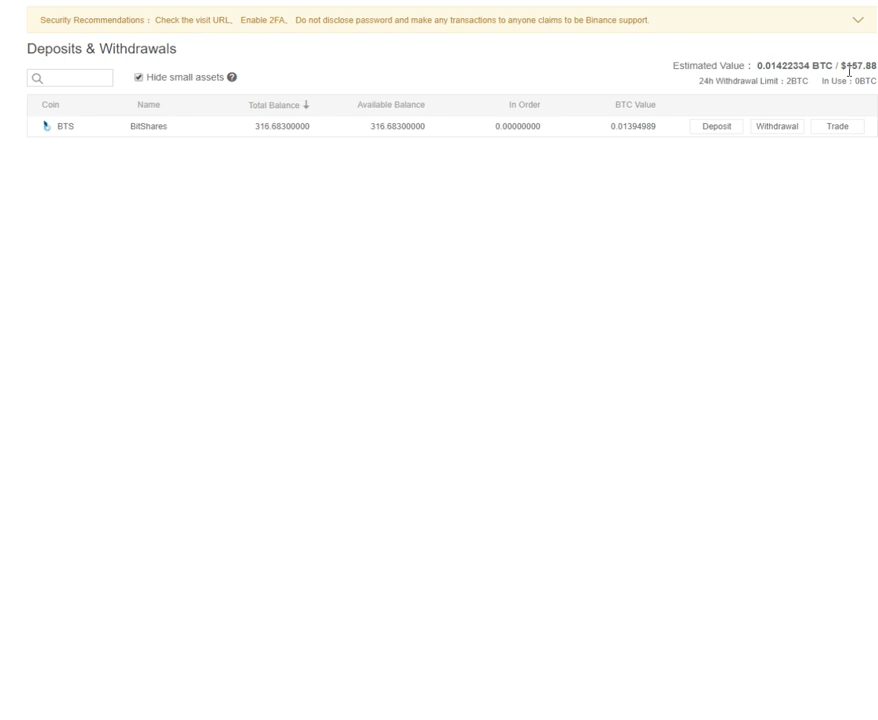 Security Recommendations： Check the visit URL、 Enable 2FA、 Do not disclose password and make any transactions to anyone claims to be Binance support.
Deposits & Withdrawals
Estimated Value： 0.01422334 BTC / $157.88
Hide small assets ?
24h Withdrawal Limit：2BTC In Use：0BTC
Coin Name Total Balance ↓ Available Balance In Order BTC Value
BTS BitShares 316.68300000 316.68300000 0.00000000 0.01394989 Deposit Withdrawal Trade